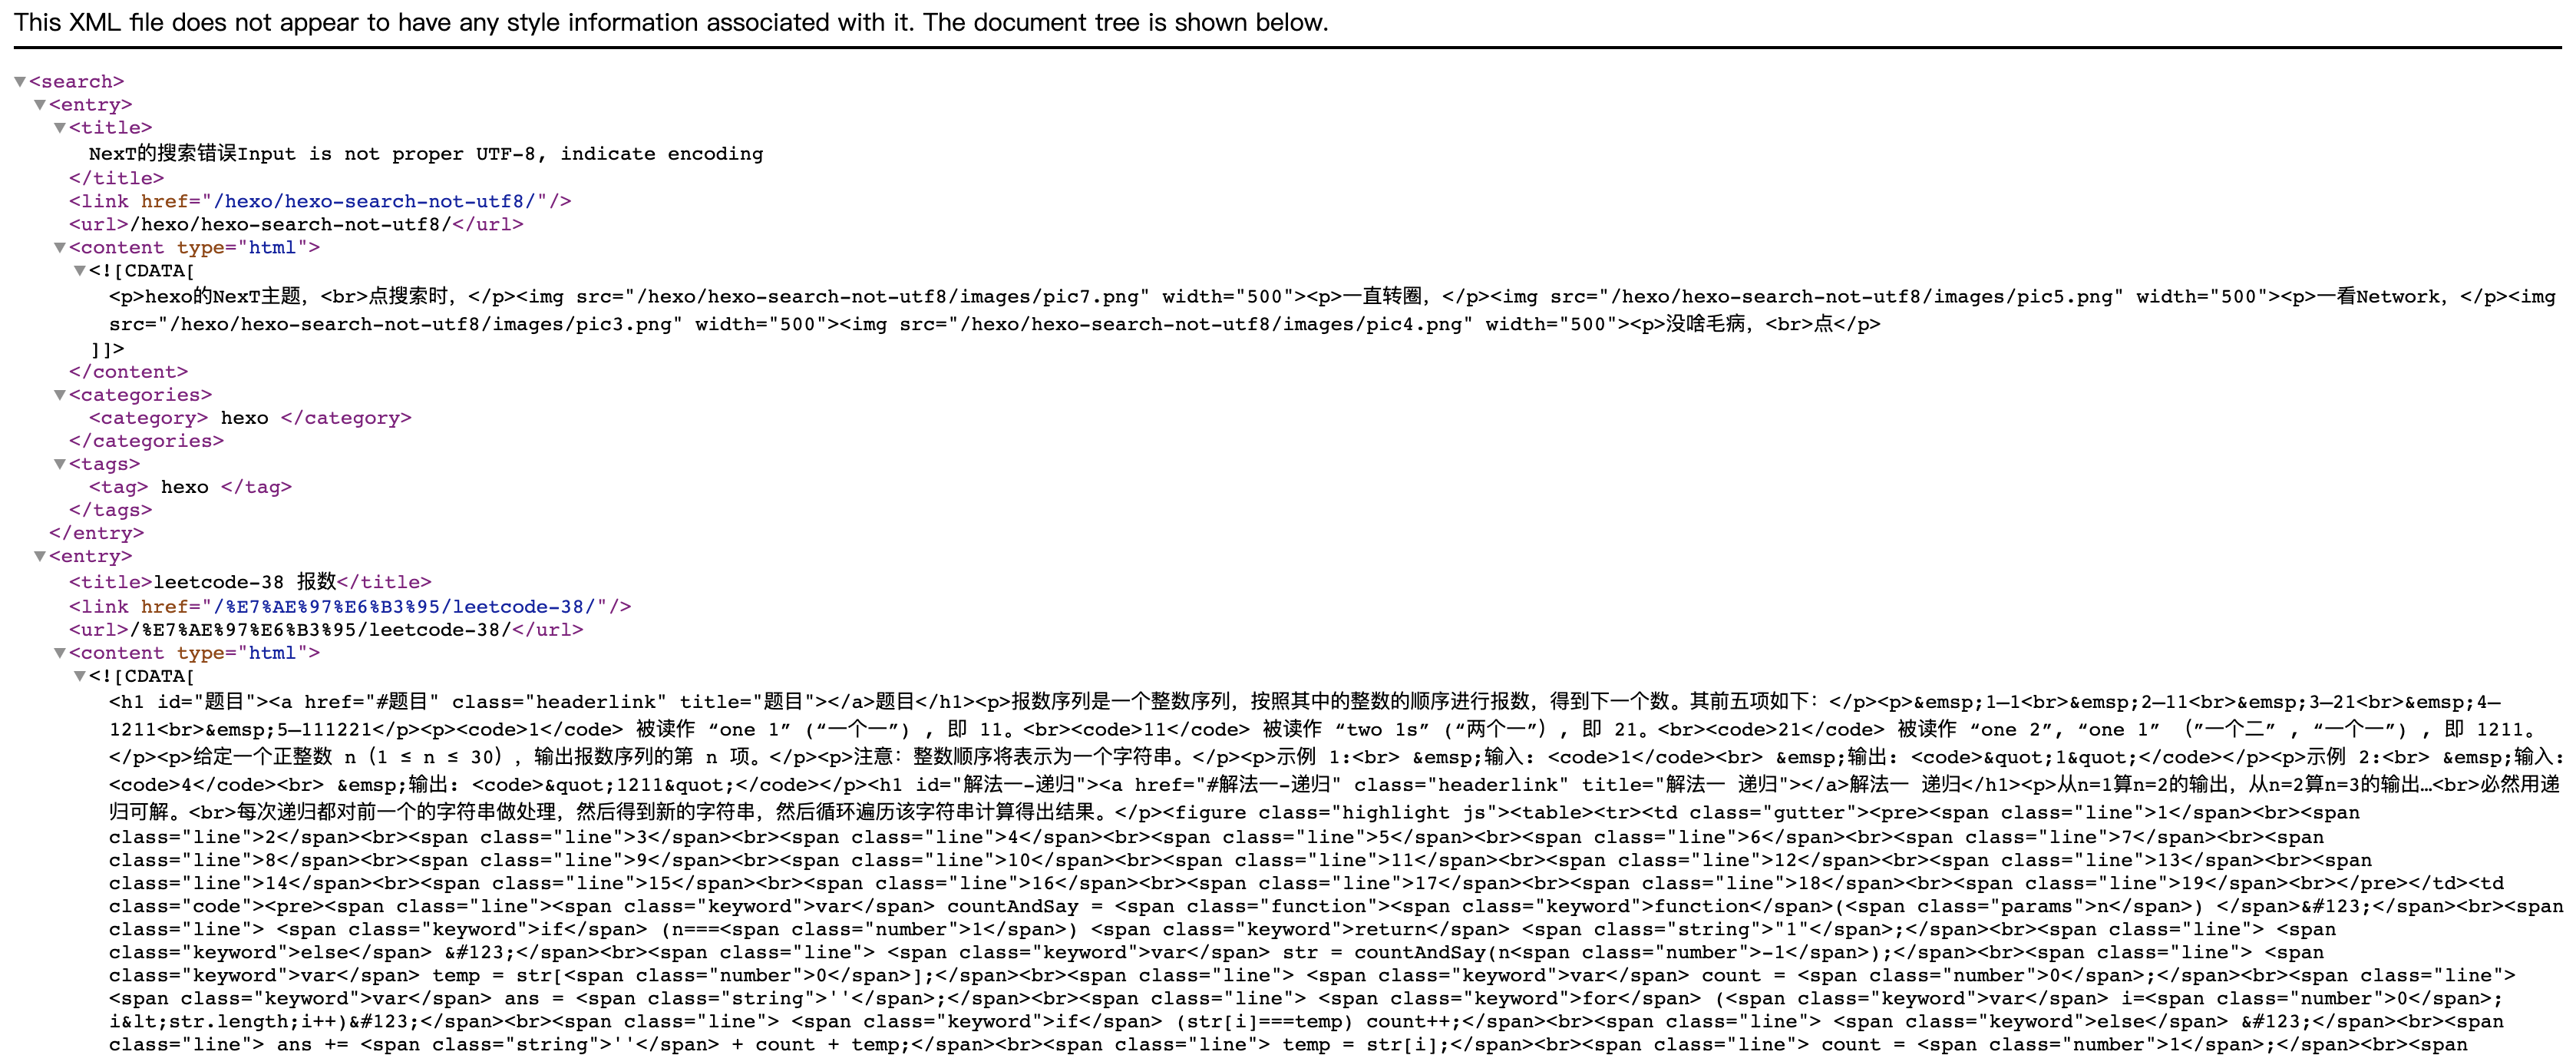 This XML file does not appear to have any style information associated with it. The document tree is shown below.
▼<search>
▼<entry>
▼<title>
NexT的搜索错误Input is not proper UTF-8, indicate encoding
</title>
<link href="/hexo/hexo-search-not-utf8/"/>
<url>/hexo/hexo-search-not-utf8/</url>
▼<content type="html">
▼<![CDATA[
<p>hexo的NexT主题，<br>点搜索时，</p><img src="/hexo/hexo-search-not-utf8/images/pic7.png" width="500"><p>一直转圈，</p><img src="/hexo/hexo-search-not-utf8/images/pic5.png" width="500"><p>一看Network，</p><img
src="/hexo/hexo-search-not-utf8/images/pic3.png" width="500"><img src="/hexo/hexo-search-not-utf8/images/pic4.png" width="500"><p>没啥毛病，<br>点</p>
]]>
</content>
▼<categories>
<category> hexo </category>
</categories>
▼<tags>
<tag> hexo </tag>
</tags>
</entry>
▼<entry>
<title>leetcode-38 报数</title>
<link href="/%E7%AE%97%E6%B3%95/leetcode-38/"/>
<url>/%E7%AE%97%E6%B3%95/leetcode-38/</url>
▼<content type="html">
▼<![CDATA[
<h1 id="题目"><a href="#题目" class="headerlink" title="题目"></a>题目</h1><p>报数序列是一个整数序列，按照其中的整数的顺序进行报数，得到下一个数。其前五项如下：</p><p>&emsp;1—1<br>&emsp;2—11<br>&emsp;3—21<br>&emsp;4—
1211<br>&emsp;5—111221</p><p><code>1</code> 被读作 “one 1” (“一个一”) , 即 11。<br><code>11</code> 被读作 “two 1s” (“两个一”）, 即 21。<br><code>21</code> 被读作 “one 2”, “one 1” （”一个二” , “一个一”) , 即 1211。
</p><p>给定一个正整数 n（1 ≤ n ≤ 30）, 输出报数序列的第 n 项。</p><p>注意：整数顺序将表示为一个字符串。</p><p>示例 1:<br> &emsp;输入: <code>1</code><br> &emsp;输出: <code>&quot;1&quot;</code></p><p>示例 2:<br> &emsp;输入:
<code>4</code><br> &emsp;输出: <code>&quot;1211&quot;</code></p><h1 id="解法一-递归"><a href="#解法一-递归" class="headerlink" title="解法一 递归"></a>解法一 递归</h1><p>从n=1算n=2的输出，从n=2算n=3的输出…<br>必然用递
归可解。<br>每次递归都对前一个的字符串做处理，然后得到新的字符串，然后循环遍历该字符串计算得出结果。</p><figure class="highlight js"><table><tr><td class="gutter"><pre><span class="line">1</span><br><span
class="line">2</span><br><span class="line">3</span><br><span class="line">4</span><br><span class="line">5</span><br><span class="line">6</span><br><span class="line">7</span><br><span
class="line">8</span><br><span class="line">9</span><br><span class="line">10</span><br><span class="line">11</span><br><span class="line">12</span><br><span class="line">13</span><br><span
class="line">14</span><br><span class="line">15</span><br><span class="line">16</span><br><span class="line">17</span><br><span class="line">18</span><br><span class="line">19</span><br></pre></td><td
class="code"><pre><span class="line"><span class="keyword">var</span> countAndSay = <span class="function"><span class="keyword">function</span>(<span class="params">n</span>) </span>&#123;</span><br><span
class="line"> <span class="keyword">if</span> (n===<span class="number">1</span>) <span class="keyword">return</span> <span class="string">"1"</span>;</span><br><span class="line"> <span
class="keyword">else</span> &#123;</span><br><span class="line"> <span class="keyword">var</span> str = countAndSay(n<span class="number">-1</span>);</span><br><span class="line"> <span
class="keyword">var</span> temp = str[<span class="number">0</span>];</span><br><span class="line"> <span class="keyword">var</span> count = <span class="number">0</span>;</span><br><span class="line">
<span class="keyword">var</span> ans = <span class="string">''</span>;</span><br><span class="line"> <span class="keyword">for</span> (<span class="keyword">var</span> i=<span class="number">0</span>;
i&lt;str.length;i++)&#123;</span><br><span class="line"> <span class="keyword">if</span> (str[i]===temp) count++;</span><br><span class="line"> <span class="keyword">else</span> &#123;</span><br><span
class="line"> ans += <span class="string">''</span> + count + temp;</span><br><span class="line"> temp = str[i];</span><br><span class="line"> count = <span class="number">1</span>;</span><br><span